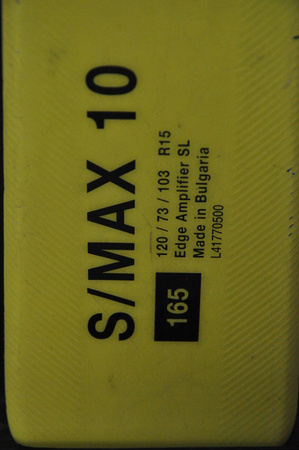 S/MAX 10
165
120 / 73 / 103 R15
Edge Amplifier SL
Made in Bulgaria
L41770500